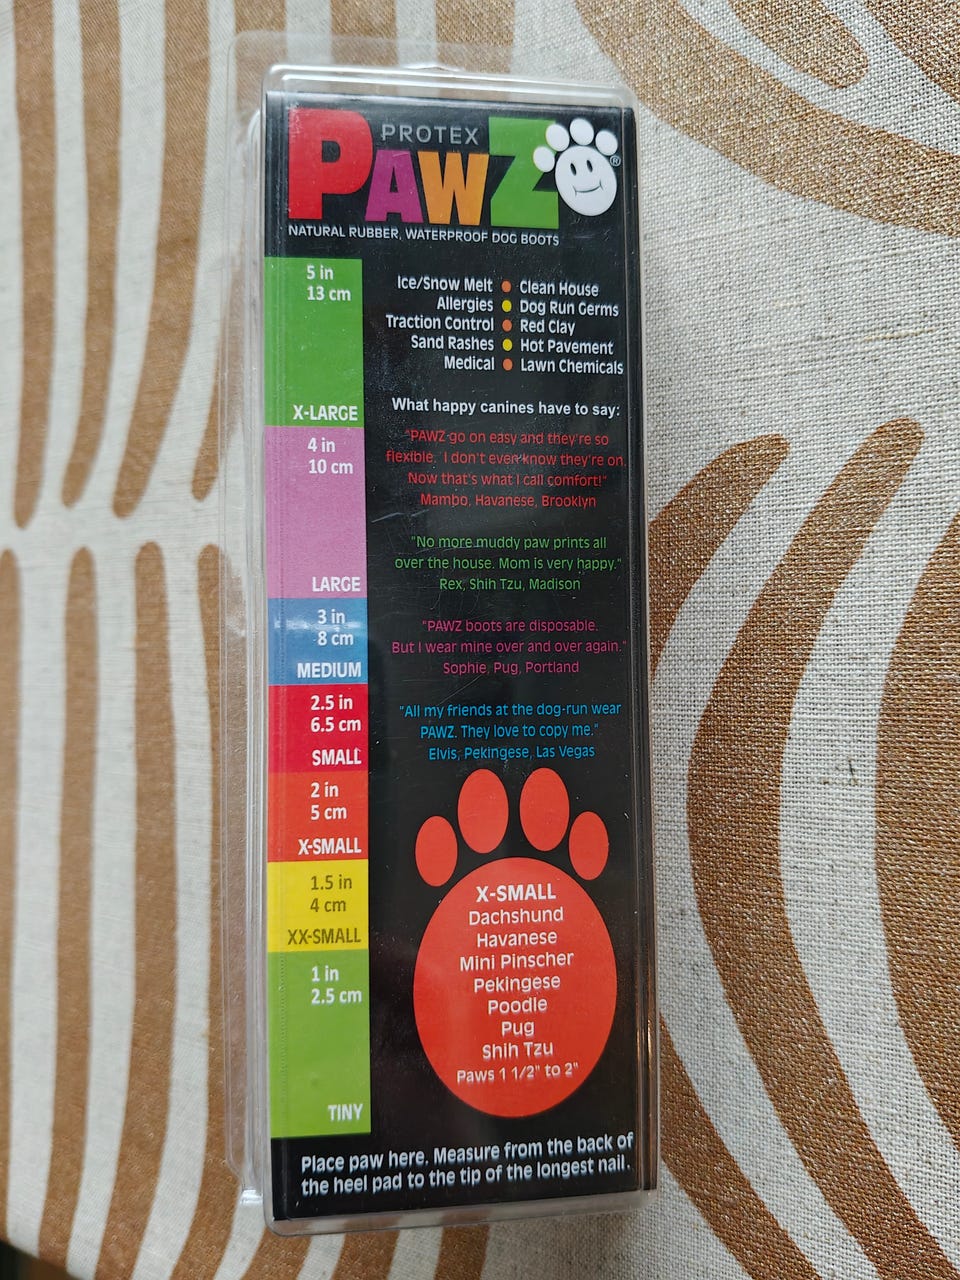 PROTEX
PAWZ®
NATURAL RUBBER, WATERPROOF DOG BOOTS
5 in
13 cm
X-LARGE
4 in
10 cm
LARGE
3 in
8 cm
MEDIUM
2.5 in
6.5 cm
SMALL
2 in
5 cm
X-SMALL
1.5 in
4 cm
XX-SMALL
1 in
2.5 cm
TINY
Ice/Snow Melt Clean House
Allergies Dog Run Germs
Traction Control Red Clay
Sand Rashes Hot Pavement
Medical Lawn Chemicals
What happy canines have to say:
"PAWZ go on easy and they're so
flexible. I don't even know they're on.
Now that's what I call comfort!"
Mambo, Havanese, Brooklyn
"No more muddy paw prints all
over the house. Mom is very happy."
Rex, Shih Tzu, Madison
"PAWZ boots are disposable.
But I wear mine over and over again."
Sophie, Pug, Portland
"All my friends at the dog-run wear
PAWZ. They love to copy me."
Elvis, Pekingese, Las Vegas
X-SMALL
Dachshund
Havanese
Mini Pinscher
Pekingese
Poodle
Pug
Shih Tzu
Paws 1 1/2" to 2"
Place paw here. Measure from the back of
the heel pad to the tip of the longest nail.